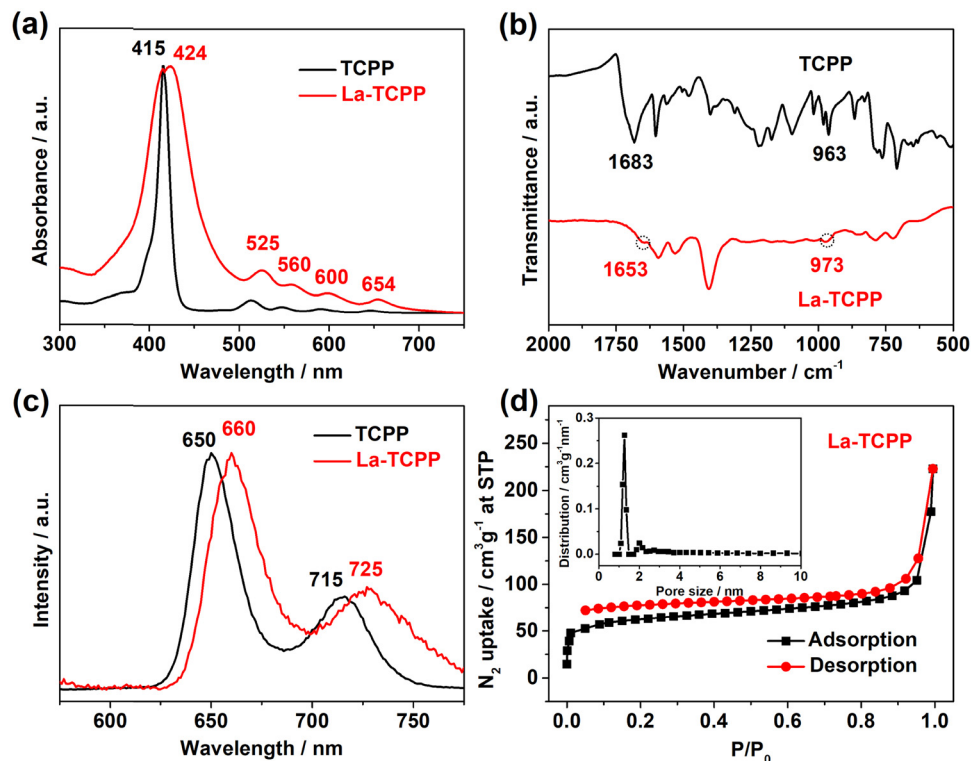 (a)
415
424
TCPP
La-TCPP
525
560
600
654
Absorbance / a.u.
300 400 500 600 700
Wavelength / nm
(b)
TCPP
1683
963
1653
973
La-TCPP
Transmittance / a.u.
2000 1750 1500 1250 1000 750 500
Wavenumber / cm⁻¹
(c)
650
660
TCPP
La-TCPP
715
725
Intensity / a.u.
600 650 700 750
Wavelength / nm
(d)
La-TCPP
N₂ uptake / cm³g⁻¹ at STP
250
200
150
100
50
0
Distribution / cm³g⁻¹nm⁻¹
0.3
0.2
0.1
0.0
0 2 4 6 8 10
Pore size / nm
Adsorption
Desorption
0.0 0.2 0.4 0.6 0.8 1.0
P/P₀